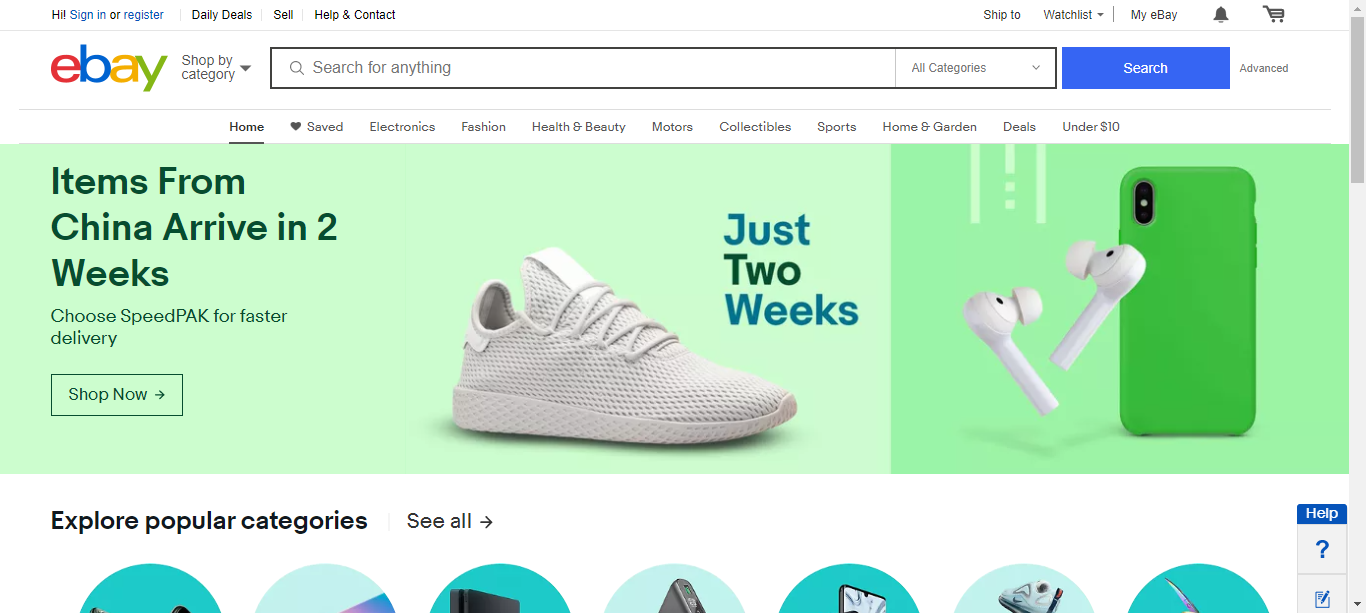 Hi! Sign in or register
Daily Deals
Sell
Help & Contact
Ship to
Watchlist
My eBay
ebay
Shop by
category
Search for anything
All Categories
Search
Advanced
Home
Saved
Electronics
Fashion
Health & Beauty
Motors
Collectibles
Sports
Home & Garden
Deals
Under $10
Items From
China Arrive in 2
Weeks
Choose SpeedPAK for faster
delivery
Shop Now →
Just
Two
Weeks
Explore popular categories
See all →
Help
?